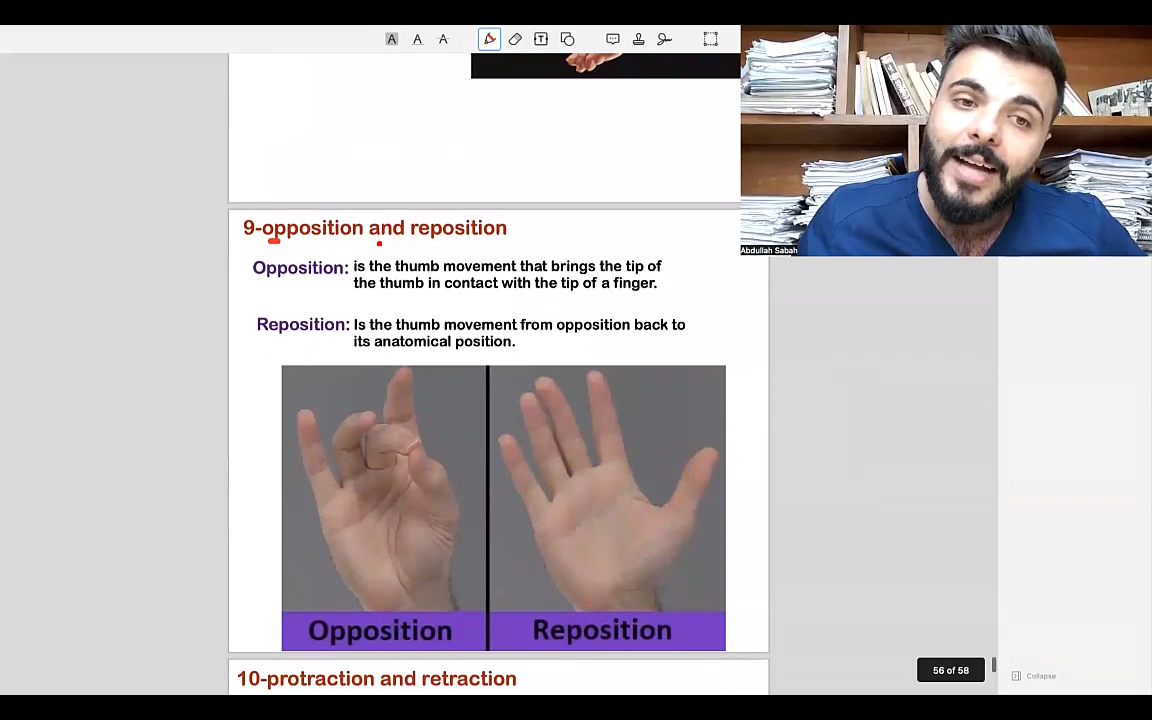 A A A
T
Abdullah Sabah
9-opposition and reposition
Opposition: is the thumb movement that brings the tip of
the thumb in contact with the tip of a finger.
Reposition: Is the thumb movement from opposition back to
its anatomical position.
Opposition
Reposition
10-protraction and retraction
56 of 58
Collapse